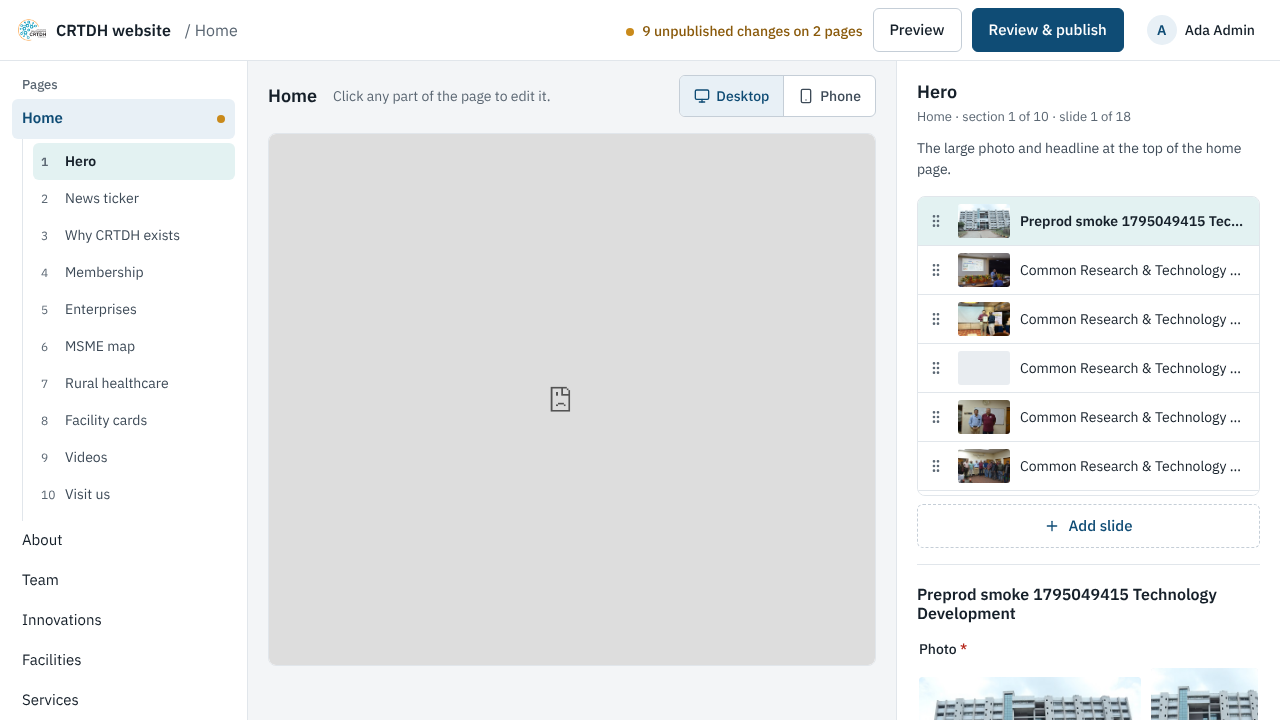 CRTDH
CRTDH website / Home
9 unpublished changes on 2 pages
Preview
Review & publish
A
Ada Admin
Pages
Home
1 Hero
2 News ticker
3 Why CRTDH exists
4 Membership
5 Enterprises
6 MSME map
7 Rural healthcare
8 Facility cards
9 Videos
10 Visit us
About
Team
Innovations
Facilities
Services
Home
Click any part of the page to edit it.
Desktop
Phone
Hero
Home · section 1 of 10 · slide 1 of 18
The large photo and headline at the top of the home
page.
Preprod smoke 1795049415 Tec...
Common Research & Technology ...
Common Research & Technology ...
Common Research & Technology ...
Common Research & Technology ...
Common Research & Technology ...
+ Add slide
Preprod smoke 1795049415 Technology
Development
Photo *